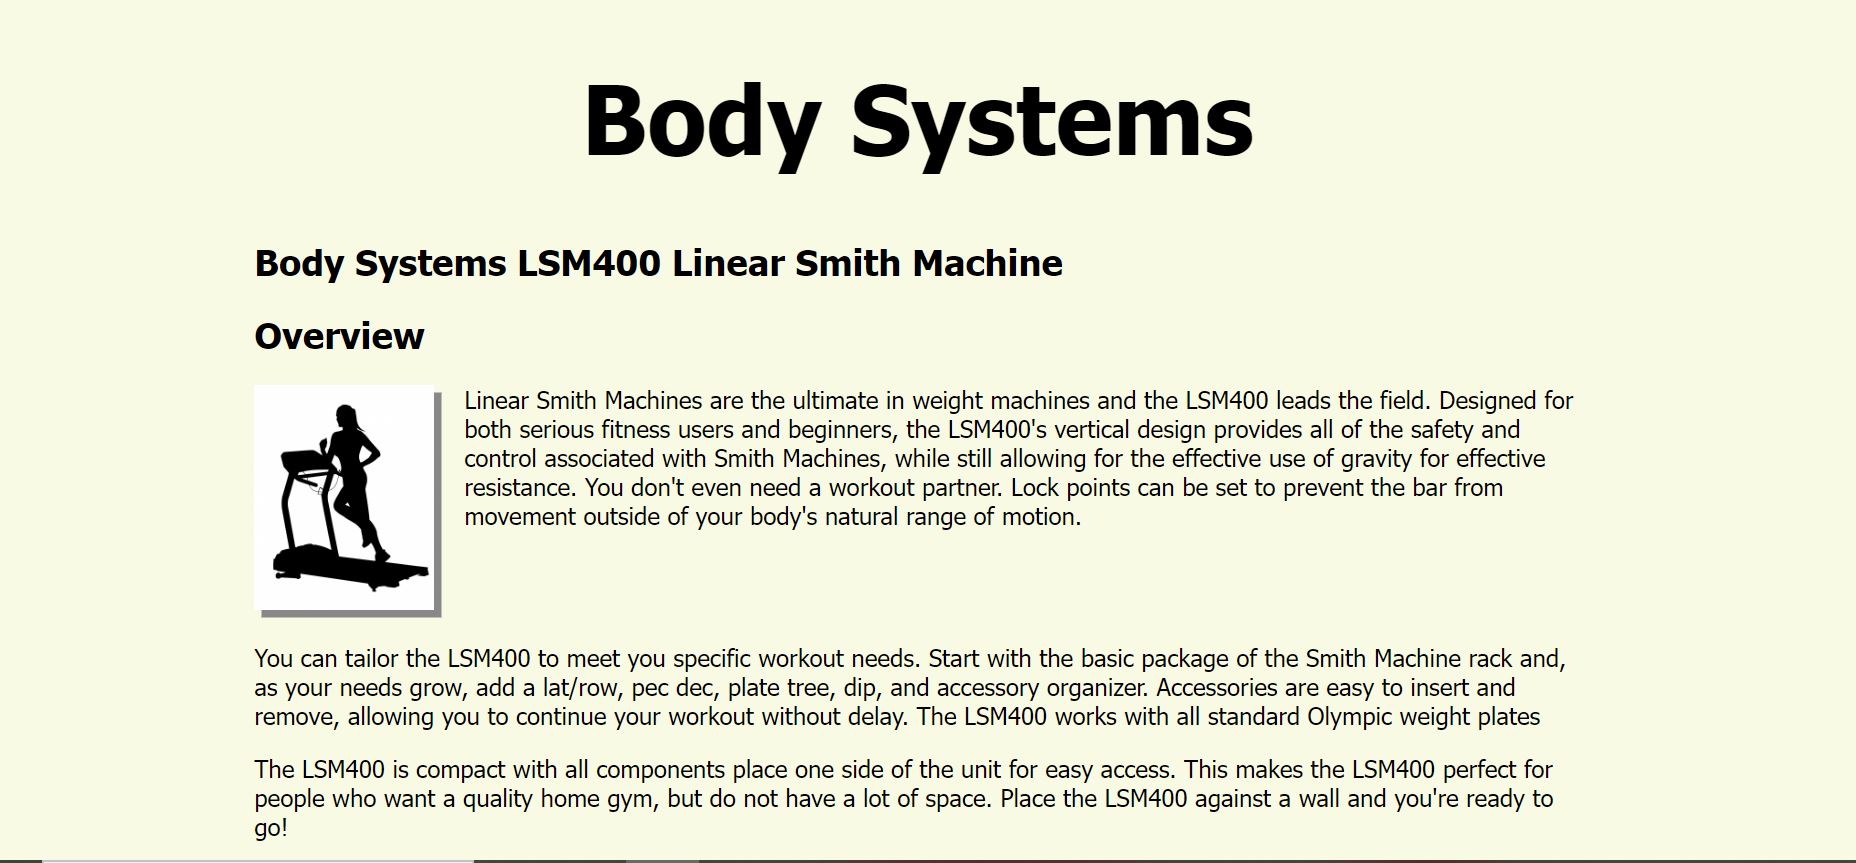 Body Systems
Body Systems LSM400 Linear Smith Machine
Overview
Linear Smith Machines are the ultimate in weight machines and the LSM400 leads the field. Designed for
both serious fitness users and beginners, the LSM400's vertical design provides all of the safety and
control associated with Smith Machines, while still allowing for the effective use of gravity for effective
resistance. You don't even need a workout partner. Lock points can be set to prevent the bar from
movement outside of your body's natural range of motion.
You can tailor the LSM400 to meet you specific workout needs. Start with the basic package of the Smith Machine rack and,
as your needs grow, add a lat/row, pec dec, plate tree, dip, and accessory organizer. Accessories are easy to insert and
remove, allowing you to continue your workout without delay. The LSM400 works with all standard Olympic weight plates
The LSM400 is compact with all components place one side of the unit for easy access. This makes the LSM400 perfect for
people who want a quality home gym, but do not have a lot of space. Place the LSM400 against a wall and you're ready to
go!